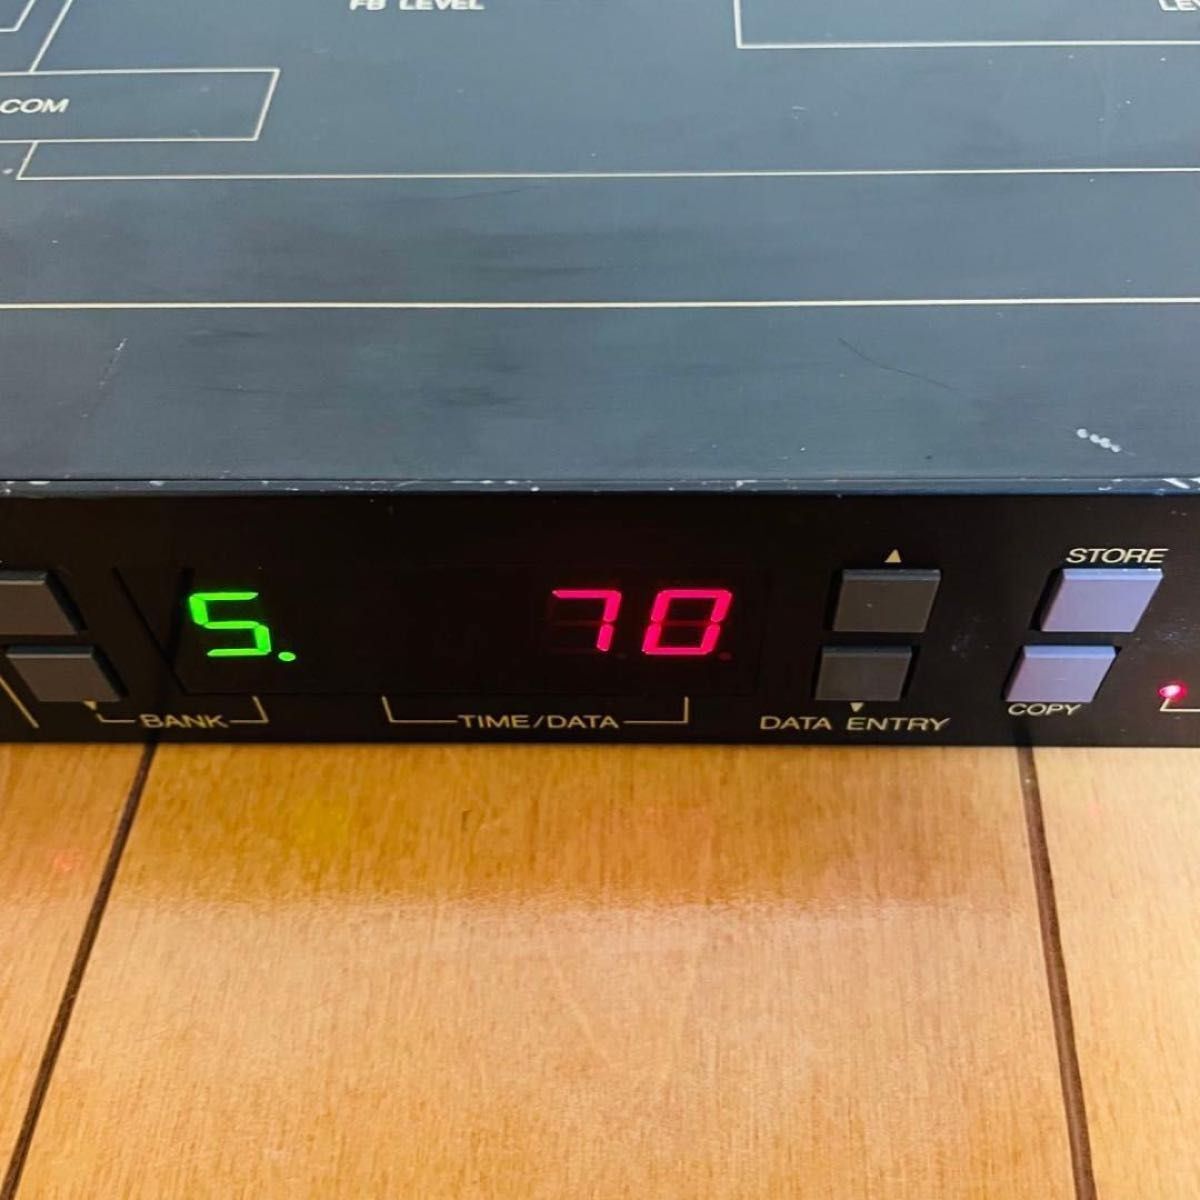 FB LEVEL
COM
STORE
5. 70
BANK
TIME/DATA
DATA ENTRY
COPY